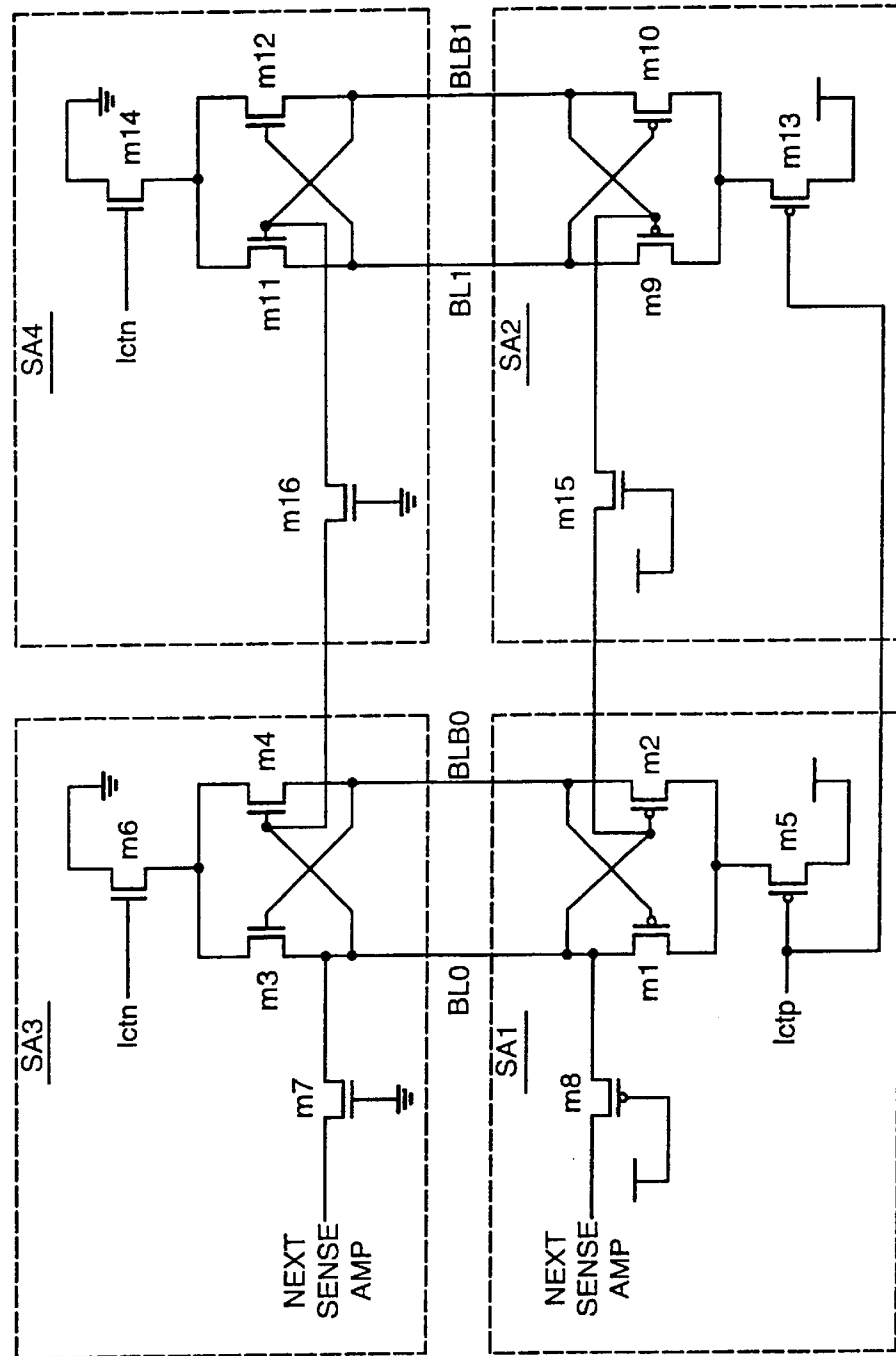 SA4
m14
m12
lctn
m11
m16
BL1
BLB1
SA2
m10
m9
m15
m13
SA3
m6
m4
lctn
m3
m7
NEXT
SENSE
AMP
BL0
BLB0
SA1
m2
m1
m8
m5
lctp
NEXT
SENSE
AMP